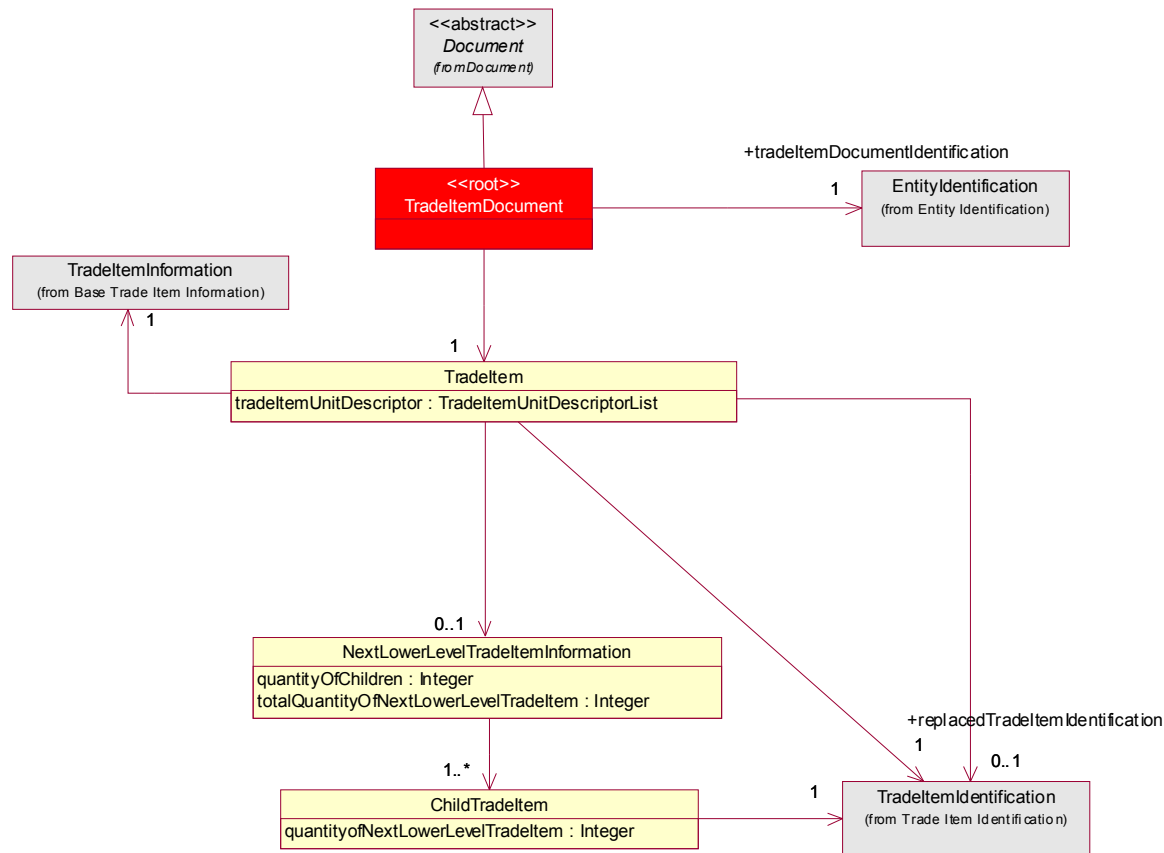 <<abstract>>
Document
(from Document)
+tradeItemDocumentIdentification
<<root>>
TradeItemDocument
1
EntityIdentification
(from Entity Identification)
TradeItemInformation
(from Base Trade Item Information)
1
1
TradeItem
tradeItemUnitDescriptor : TradeItemUnitDescriptorList
0..1
NextLowerLevelTradeItemInformation
quantityOfChildren : Integer
totalQuantityOfNextLowerLevelTradeItem : Integer
+replacedTradeItemIdentification
1
0..1
1..*
ChildTradeItem
quantityofNextLowerLevelTradeItem : Integer
1
TradeItemIdentification
(from Trade Item Identification)